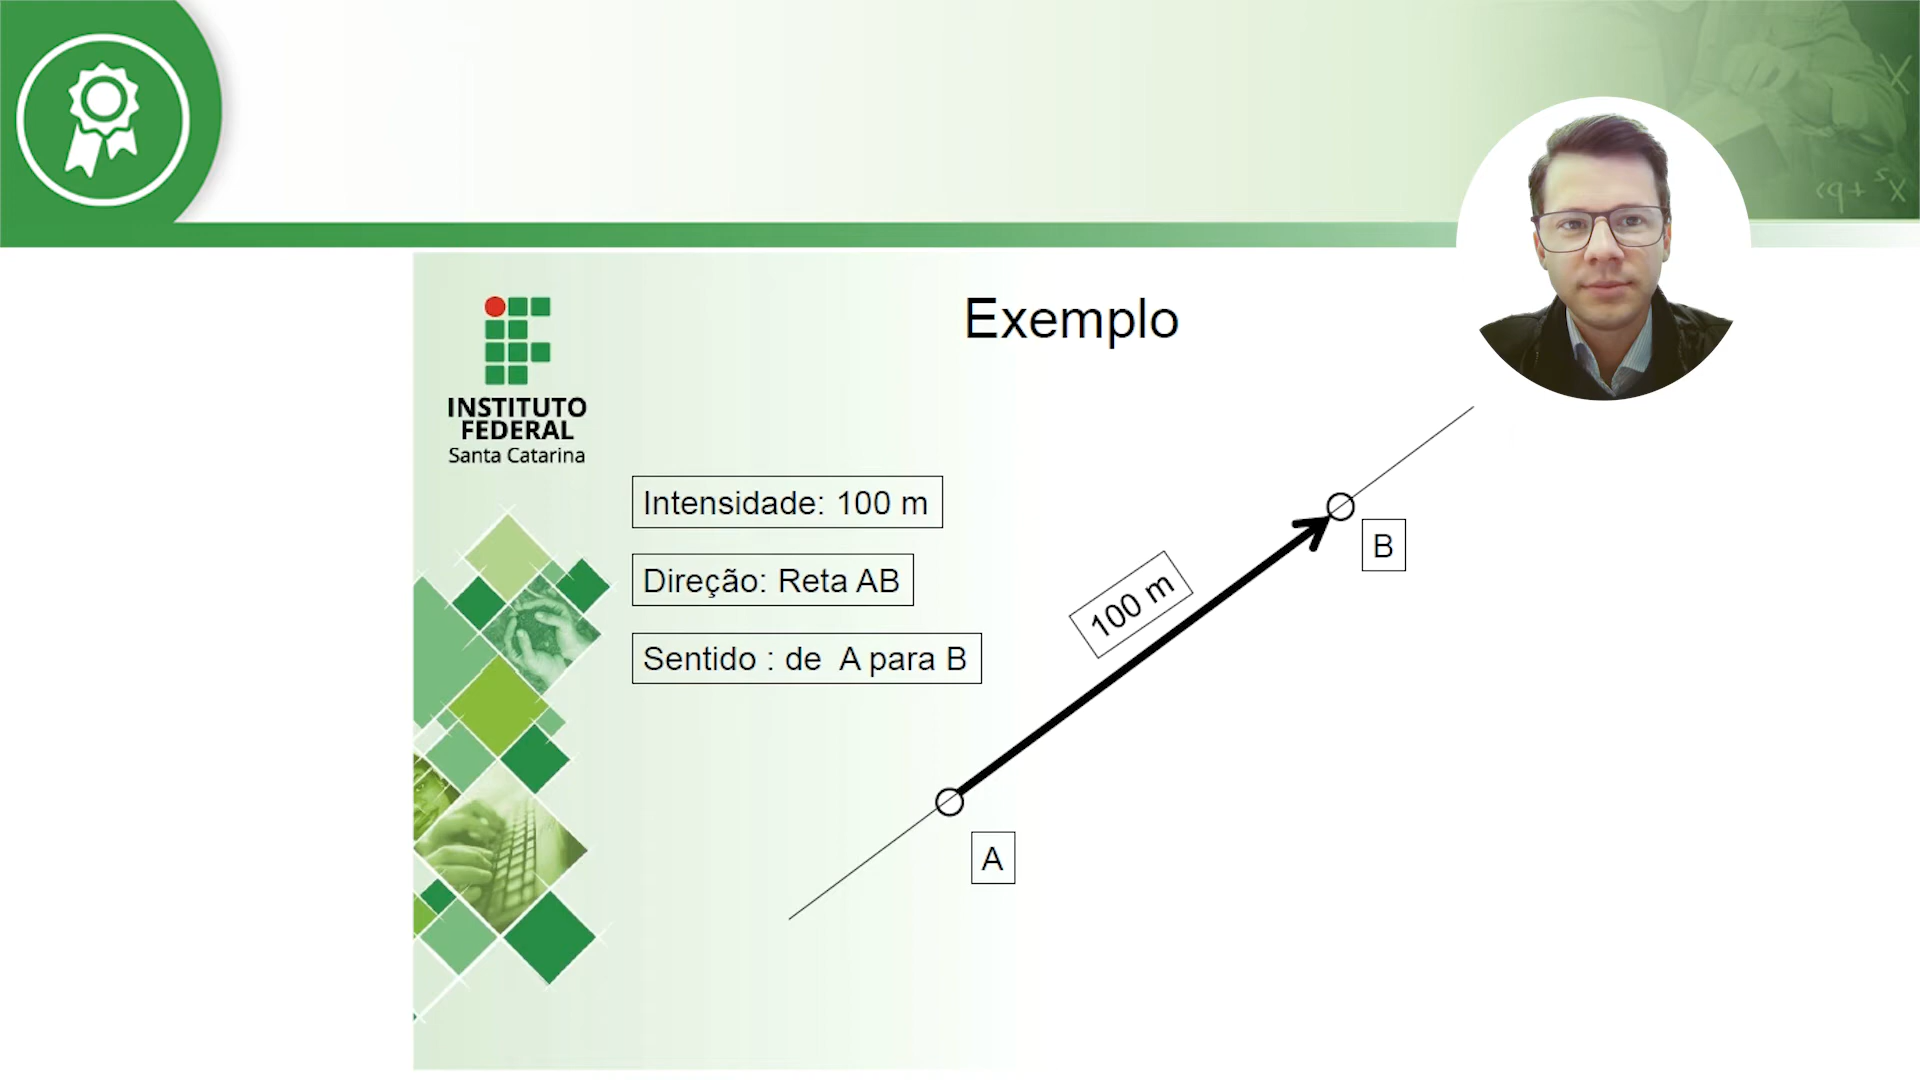 Exemplo
INSTITUTO
FEDERAL
Santa Catarina
Intensidade: 100 m
Direção: Reta AB
Sentido : de A para B
100 m
B
A